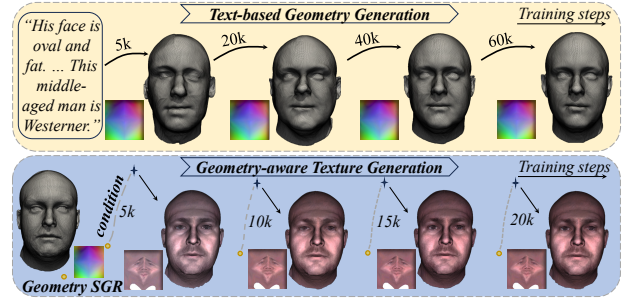 Text-based Geometry Generation
Training steps
“His face is
oval and
fat. ... This
middle-
aged man is
Westerner.”
5k
20k
40k
60k
Geometry-aware Texture Generation
Training steps
condition
5k
10k
15k
20k
Geometry SGR